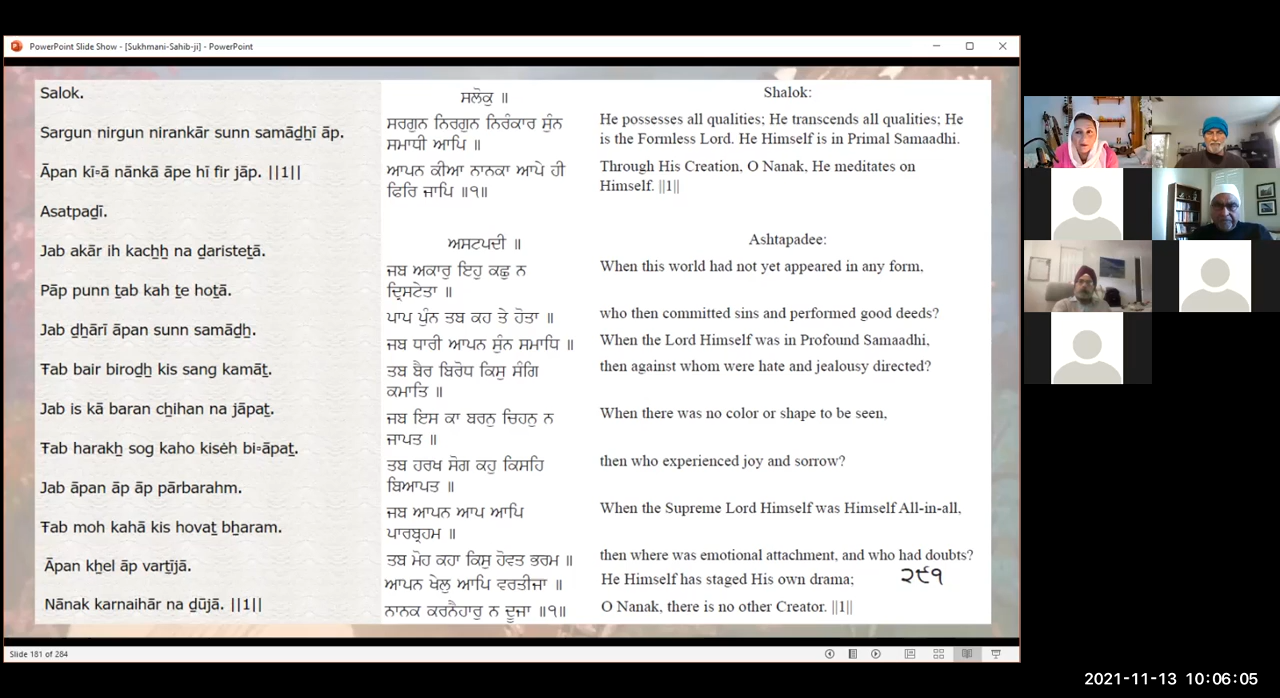 PowerPoint Slide Show - [Sukhmani-Sahib-ji] - PowerPoint
Salok.
Sargun nirgun nirankār sunn samāḏẖī āp.
Āpan kī▫ā nānkā āpe hī fir jāp. ||1||
Asatpaḏī.
Jab akār ih kacẖẖ na ḏaristeṯā.
Pāp punn ṯab kah ṯe hoṯā.
Jab ḏẖārī āpan sunn samāḏẖ.
Ŧab bair biroḏẖ kis sang kamāṯ.
Jab is kā baran cẖihan na jāpaṯ.
Ŧab harakẖ sog kaho kisėh bi▫āpaṯ.
Jab āpan āp āp pārbarahm.
Ŧab moh kahā kis hovaṯ bẖaram.
Āpan kẖel āp varṯījā.
Nānak karnaihār na ḏūjā. ||1||
ਸਲੋਕੁ ॥
ਸਰਗੁਨ ਨਿਰਗੁਨ ਨਿਰੰਕਾਰ ਸੁੰਨ
ਸਮਾਧੀ ਆਪਿ ॥
ਆਪਨ ਕੀਆ ਨਾਨਕਾ ਆਪੇ ਹੀ
ਫਿਰਿ ਜਾਪਿ ॥੧॥
ਅਸਟਪਦੀ ॥
ਜਬ ਅਕਾਰੁ ਇਹੁ ਕਛੁ ਨ
ਦ੍ਰਿਸਟੇਤਾ ॥
ਪਾਪ ਪੁੰਨ ਤਬ ਕਹ ਤੇ ਹੋਤਾ ॥
ਜਬ ਧਾਰੀ ਆਪਨ ਸੁੰਨ ਸਮਾਧਿ ॥
ਤਬ ਬੈਰ ਬਿਰੋਧ ਕਿਸੁ ਸੰਗਿ
ਕਮਾਤਿ ॥
ਜਬ ਇਸ ਕਾ ਬਰਨੁ ਚਿਹਨੁ ਨ
ਜਾਪਤ ॥
ਤਬ ਹਰਖ ਸੋਗ ਕਹੁ ਕਿਸਹਿ
ਬਿਆਪਤ ॥
ਜਬ ਆਪਨ ਆਪ ਆਪਿ
ਪਾਰਬ੍ਰਹਮ ॥
ਤਬ ਮੋਹ ਕਹਾ ਕਿਸੁ ਹੋਵਤ ਭਰਮ ॥
ਆਪਨ ਖੇਲੁ ਆਪਿ ਵਰਤੀਜਾ ॥
ਨਾਨਕ ਕਰਨੈਹਾਰੁ ਨ ਦੂਜਾ ॥੧॥
Shalok:
He possesses all qualities; He transcends all qualities; He
is the Formless Lord. He Himself is in Primal Samaadhi.
Through His Creation, O Nanak, He meditates on
Himself. ||1||
Ashtapadee:
When this world had not yet appeared in any form,
who then committed sins and performed good deeds?
When the Lord Himself was in Profound Samaadhi,
then against whom were hate and jealousy directed?
When there was no color or shape to be seen,
then who experienced joy and sorrow?
When the Supreme Lord Himself was Himself All-in-all,
then where was emotional attachment, and who had doubts?
He Himself has staged His own drama;
੨੯੧
O Nanak, there is no other Creator. ||1||
Slide 181 of 284
2021-11-13 10:06:05